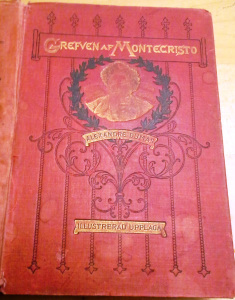 GREFVEN AF MONTECRISTO
ALEXANDRE DUMAS
ILLUSTRERAD UPPLAGA